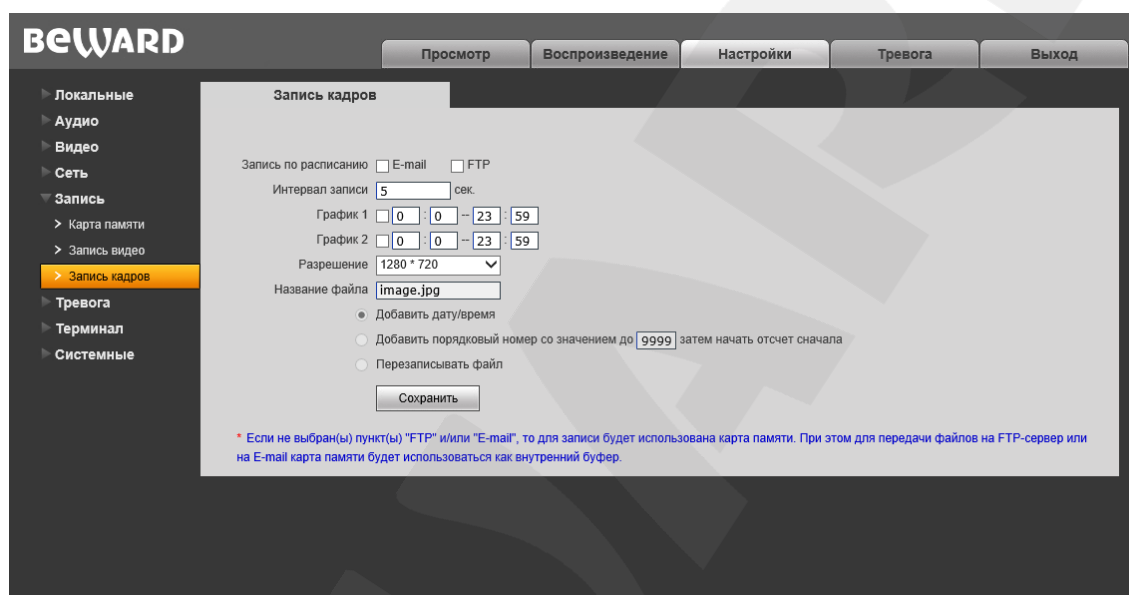 BEWARD
Просмотр Воспроизведение Настройки Тревога Выход
Локальные
Аудио
Видео
Сеть
Запись
> Карта памяти
> Запись видео
> Запись кадров
Тревога
Терминал
Системные
Запись кадров
Запись по расписанию E-mail FTP
Интервал записи 5 сек.
График 1 0 : 0 -- 23 : 59
График 2 0 : 0 -- 23 : 59
Разрешение 1280 * 720
Название файла image.jpg
Добавить дату/время
Добавить порядковый номер со значением до 9999 затем начать отсчет сначала
Перезаписывать файл
Сохранить
* Если не выбран(ы) пункт(ы) "FTP" и/или "E-mail", то для записи будет использована карта памяти. При этом для передачи файлов на FTP-сервер или
на E-mail карта памяти будет использоваться как внутренний буфер.